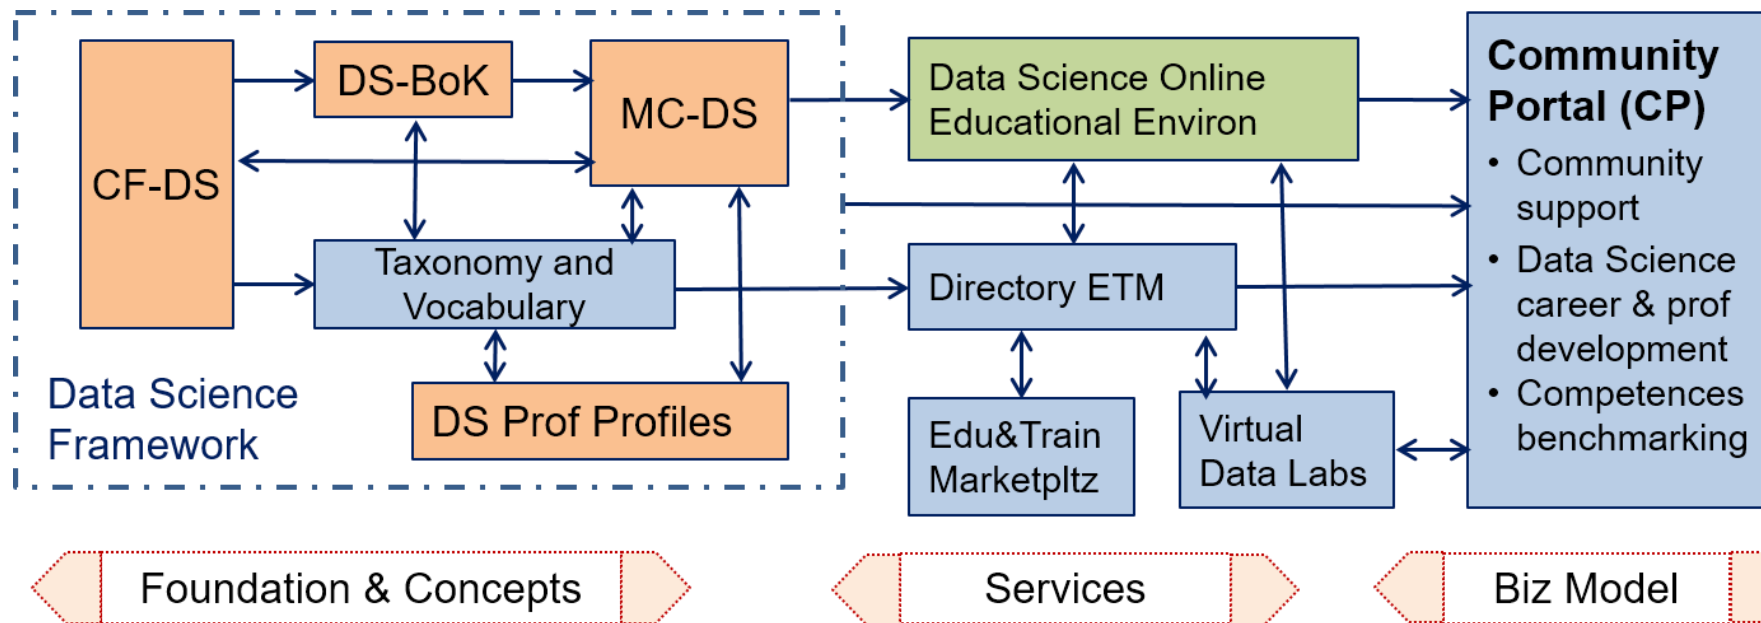 CF-DS
DS-BoK
MC-DS
Taxonomy and
Vocabulary
DS Prof Profiles
Data Science
Framework
Data Science Online
Educational Environ
Directory ETM
Edu&Train
Marketpltz
Virtual
Data Labs
Community
Portal (CP)
• Community
support
• Data Science
career & prof
development
• Competences
benchmarking
Foundation & Concepts
Services
Biz Model